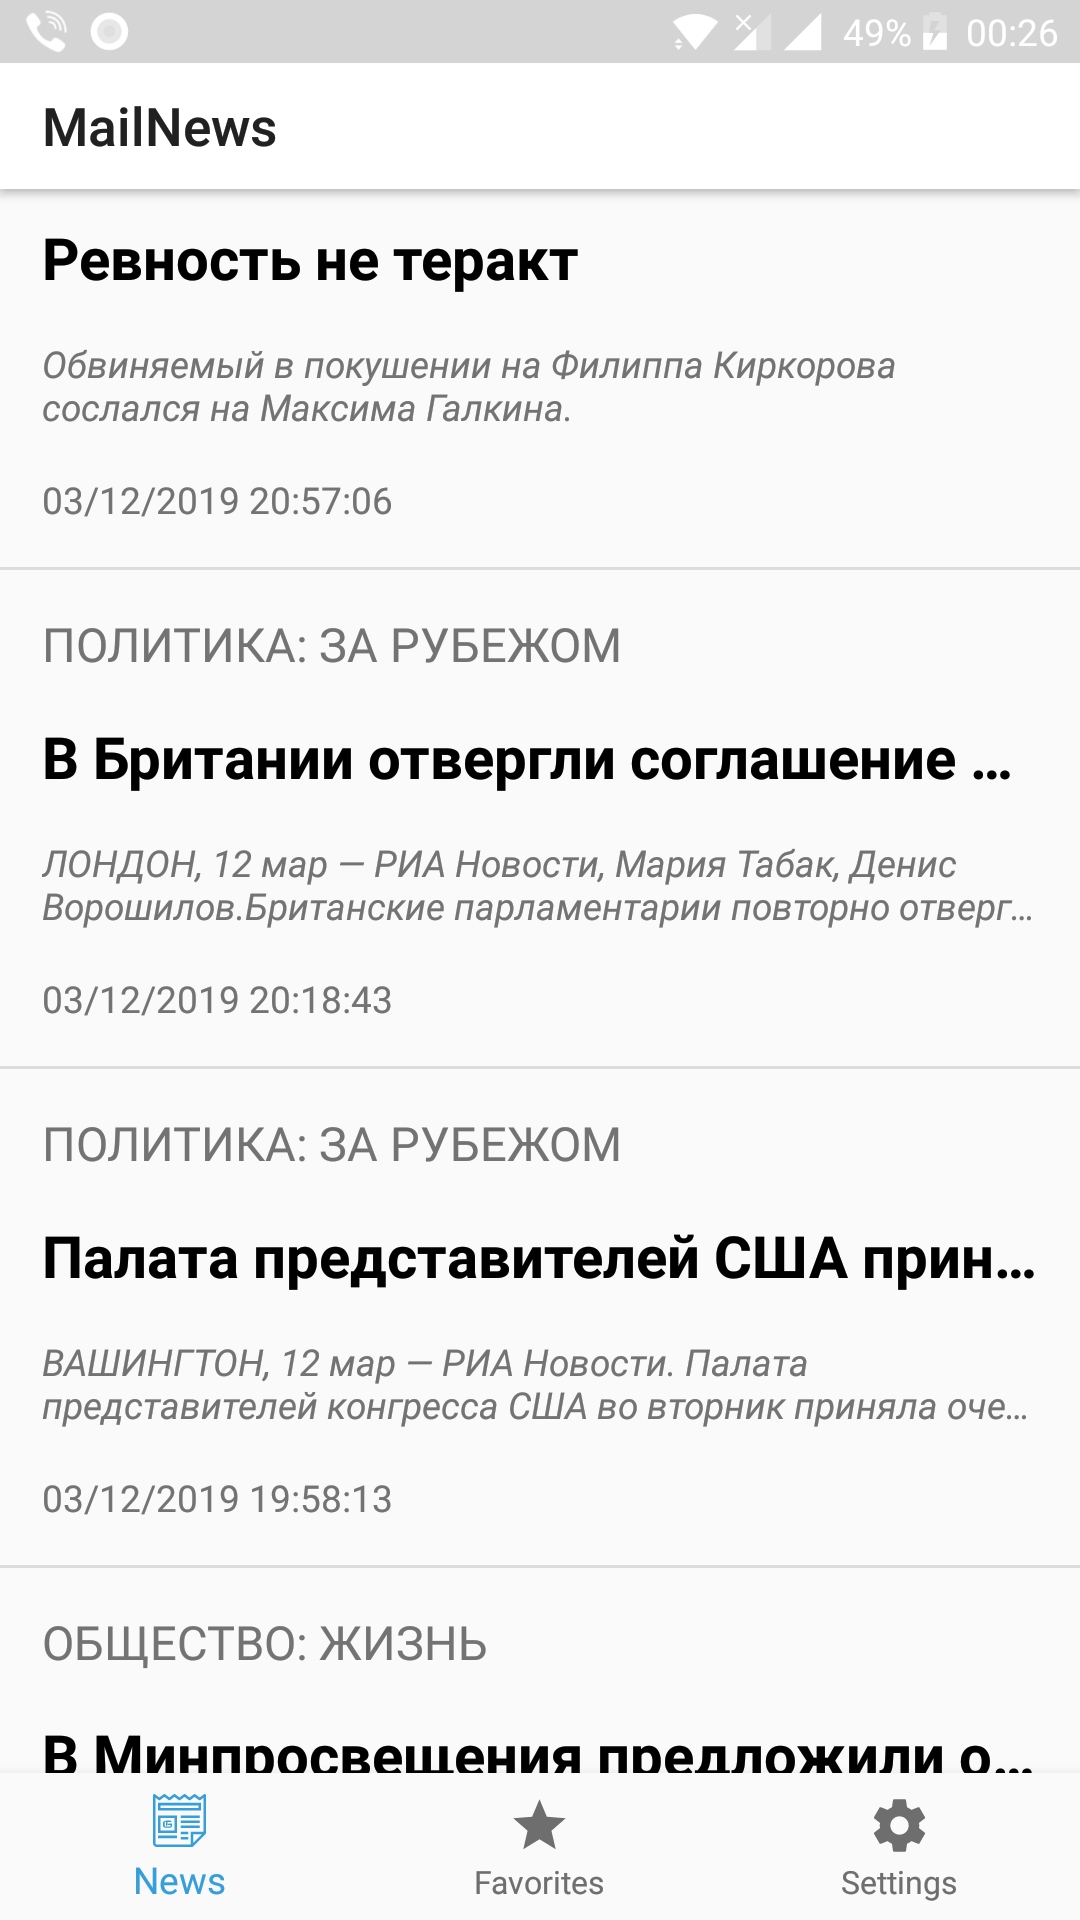 49% 00:26
MailNews
Ревность не теракт
Обвиняемый в покушении на Филиппа Киркорова
сослался на Максима Галкина.
03/12/2019 20:57:06
ПОЛИТИКА: ЗА РУБЕЖОМ
В Британии отвергли соглашение ...
ЛОНДОН, 12 мар — РИА Новости, Мария Табак, Денис
Ворошилов.Британские парламентарии повторно отверг...
03/12/2019 20:18:43
ПОЛИТИКА: ЗА РУБЕЖОМ
Палата представителей США прин...
ВАШИНГТОН, 12 мар — РИА Новости. Палата
представителей конгресса США во вторник приняла оче...
03/12/2019 19:58:13
ОБЩЕСТВО: ЖИЗНЬ
В Минпросвещения предложили о...
News
Favorites
Settings